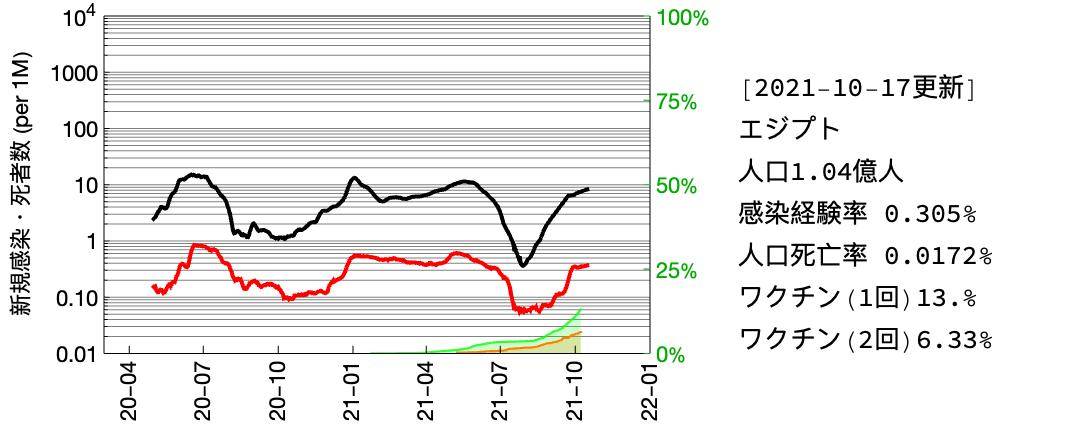 新規感染・死者数 (per 1M)
10^4
1000
100
10
1
0.10
0.01
100%
75%
50%
25%
0%
20-04
20-07
20-10
21-01
21-04
21-07
21-10
22-01
[2021-10-17更新]
エジプト
人口1.04億人
感染経験率 0.305%
人口死亡率 0.0172%
ワクチン(1回)13.%
ワクチン(2回)6.33%